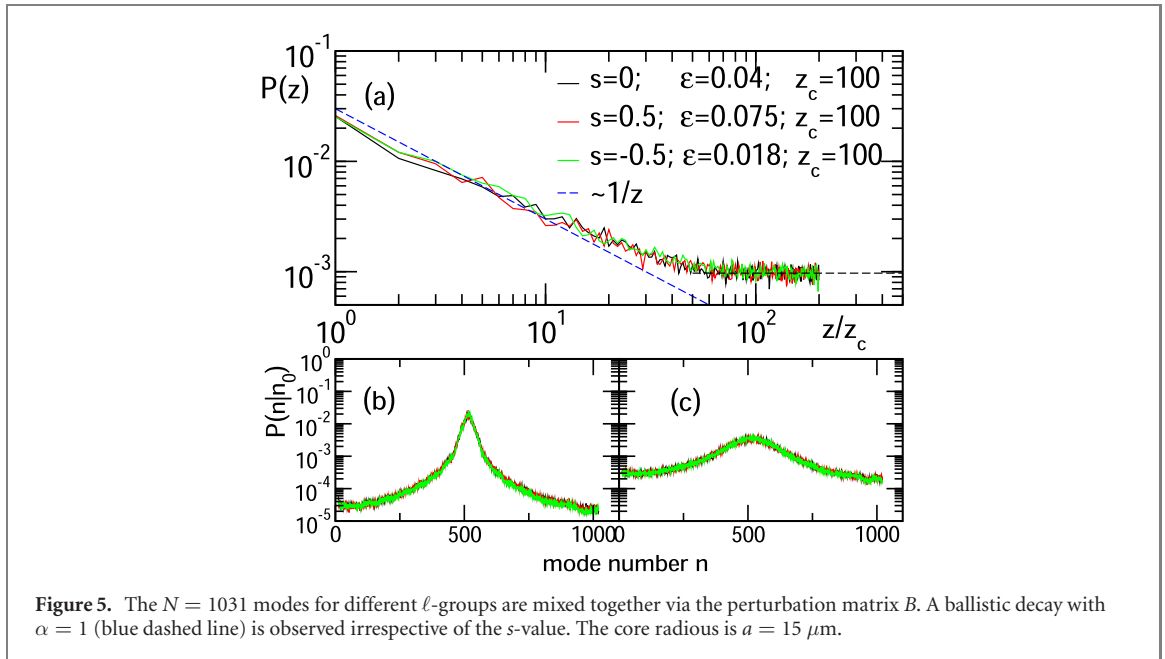 10^-1
P(z)
(a)
s=0; ε=0.04; z_c=100
s=0.5; ε=0.075; z_c=100
s=-0.5; ε=0.018; z_c=100
~1/z
10^-2
10^-3
10^0 10^1 10^2 z/z_c
P(n|n_0)
10^0
10^-1
10^-2
10^-3
10^-4
10^-5
(b)
(c)
0 500 1000 0 500 1000
mode number n
Figure 5. The N = 1031 modes for different ℓ-groups are mixed together via the perturbation matrix B. A ballistic decay with
α = 1 (blue dashed line) is observed irrespective of the s-value. The core radious is a = 15 μm.